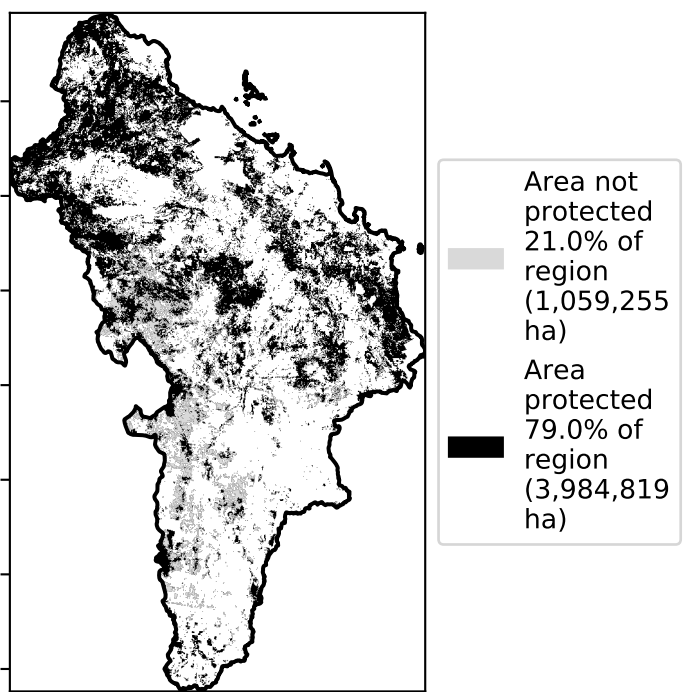 Area not
protected
21.0% of
region
(1,059,255
ha)
Area
protected
79.0% of
region
(3,984,819
ha)